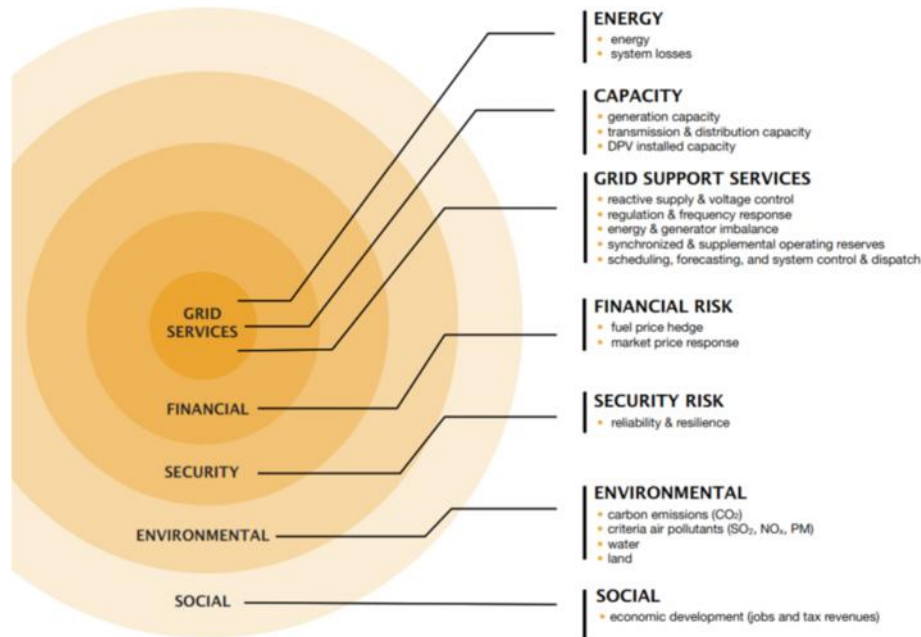 GRID
SERVICES
FINANCIAL
SECURITY
ENVIRONMENTAL
SOCIAL
ENERGY
• energy
• system losses
CAPACITY
• generation capacity
• transmission & distribution capacity
• DPV installed capacity
GRID SUPPORT SERVICES
• reactive supply & voltage control
• regulation & frequency response
• energy & generator imbalance
• synchronized & supplemental operating reserves
• scheduling, forecasting, and system control & dispatch
FINANCIAL RISK
• fuel price hedge
• market price response
SECURITY RISK
• reliability & resilience
ENVIRONMENTAL
• carbon emissions (CO₂)
• criteria air pollutants (SO₂, NOₓ, PM)
• water
• land
SOCIAL
• economic development (jobs and tax revenues)